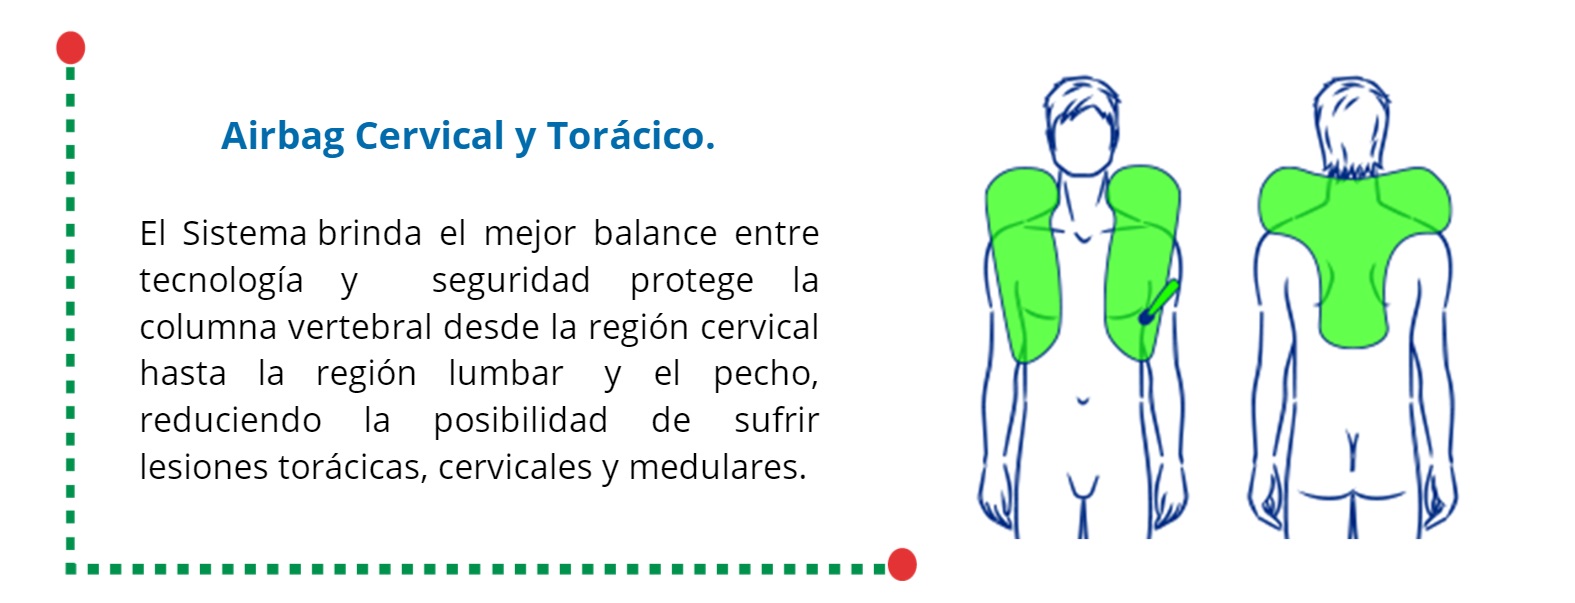 Airbag Cervical y Torácico.
El Sistema brinda el mejor balance entre
tecnología y seguridad protege la
columna vertebral desde la región cervical
hasta la región lumbar y el pecho,
reduciendo la posibilidad de sufrir
lesiones torácicas, cervicales y medulares.